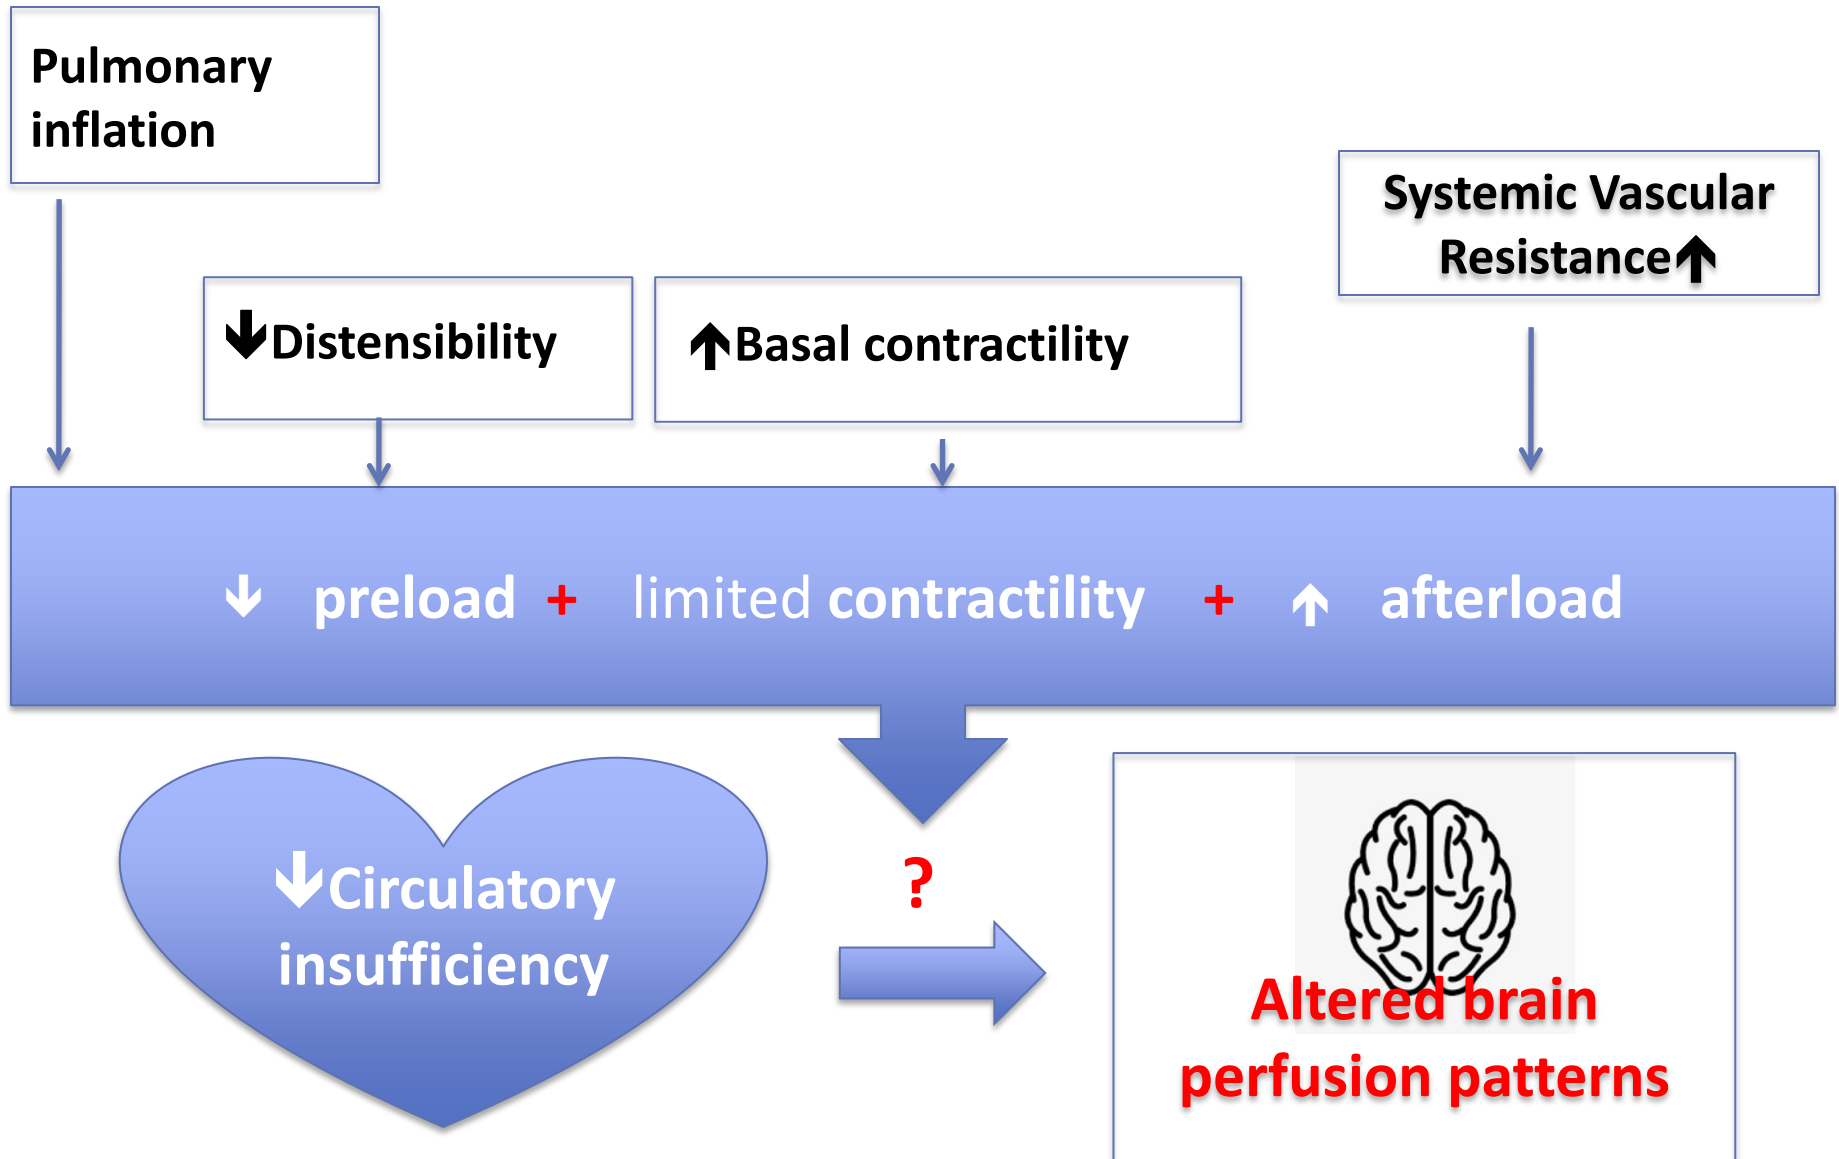 Pulmonary
inflation
Systemic Vascular
Resistance↑
↓Distensibility
↑Basal contractility
↓ preload + limited contractility + ↑ afterload
↓Circulatory
insufficiency
?
Altered brain
perfusion patterns